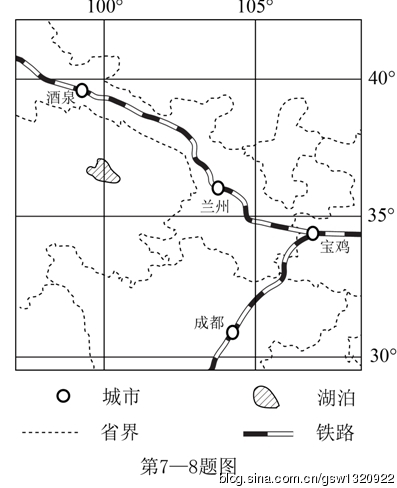 100° 105°
40°
酒泉
兰州
35°
宝鸡
成都
30°
城市 湖泊
省界 铁路
第7—8题图
blog.sina.com.cn/gsw1320922